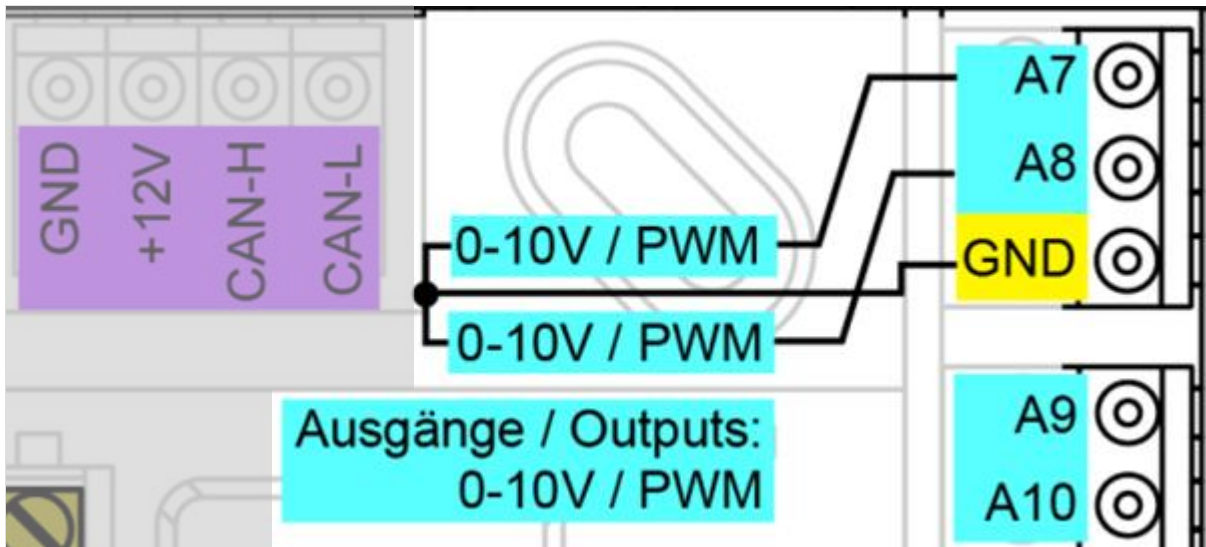 GND
+12V
CAN-H
CAN-L
0-10V / PWM
0-10V / PWM
Ausgänge / Outputs:
0-10V / PWM
A7
A8
GND
A9
A10